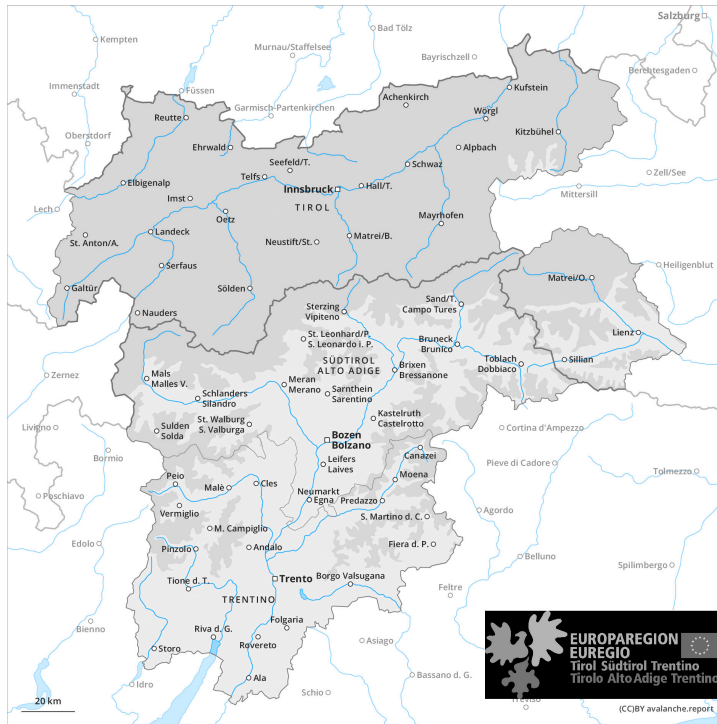 Salzburg
Kempten
Bad Tölz
Murnau/Staffelsee
Bayrischzell
Berchtesgaden
Immenstadt
Füssen
Garmisch-Partenkirchen
Achenkirch
Kufstein
Reutte
Wörgl
Oberstdorf
Kitzbühel
Ehrwald
Alpbach
Seefeld/T.
Schwaz
Zell/See
Elbigenalp
Telfs
Innsbruck
Hall/T.
Mittersill
Imst
TIROL
Lech
Oetz
Mayrhofen
St. Anton/A.
Landeck
Neustift/St.
Matrei/B.
Serfaus
Heiligenblut
Matrei/O.
Galtür
Sölden
Sand/T.
Campo Tures
Nauders
Sterzing
Vipiteno
Lienz
St. Leonhard/P.
S. Leonardo i. P.
Bruneck
Brunico
SÜDTIROL
ALTO ADIGE
Toblach
Dobbiaco
Sillian
Brixen
Bressanone
Zernez
Mals
Malles V.
Meran
Merano
Sarnthein
Sarentino
Schlanders
Silandro
Kastelruth
Castelrotto
St. Walburg
S. Valburga
Livigno
Sulden
Solda
Cortina d'Ampezzo
Bozen
Bolzano
Canazei
Bormio
Leifers
Laives
Pieve di Cadore
Tolmezzo
Peio
Moena
Malè
Cles
Neumarkt
Egna
Predazzo
Poschiavo
Vermiglio
Agordo
S. Martino d. C.
M. Campiglio
Edolo
Pinzolo
Andalo
Fiera d. P.
Belluno
Spilimbergo
Trento
Borgo Valsugana
Tione d. T.
Feltre
TRENTINO
Folgaria
Bienno
Riva d. G.
Rovereto
Asiago
Storo
EUROPAREGION
EUREGIO
Tirol Südtirol Trentino
Tirolo Alto Adige Trentino
Ala
Bassano d. G.
Idro
Schio
Treviso
20 km
(CC)BY avalanche.report